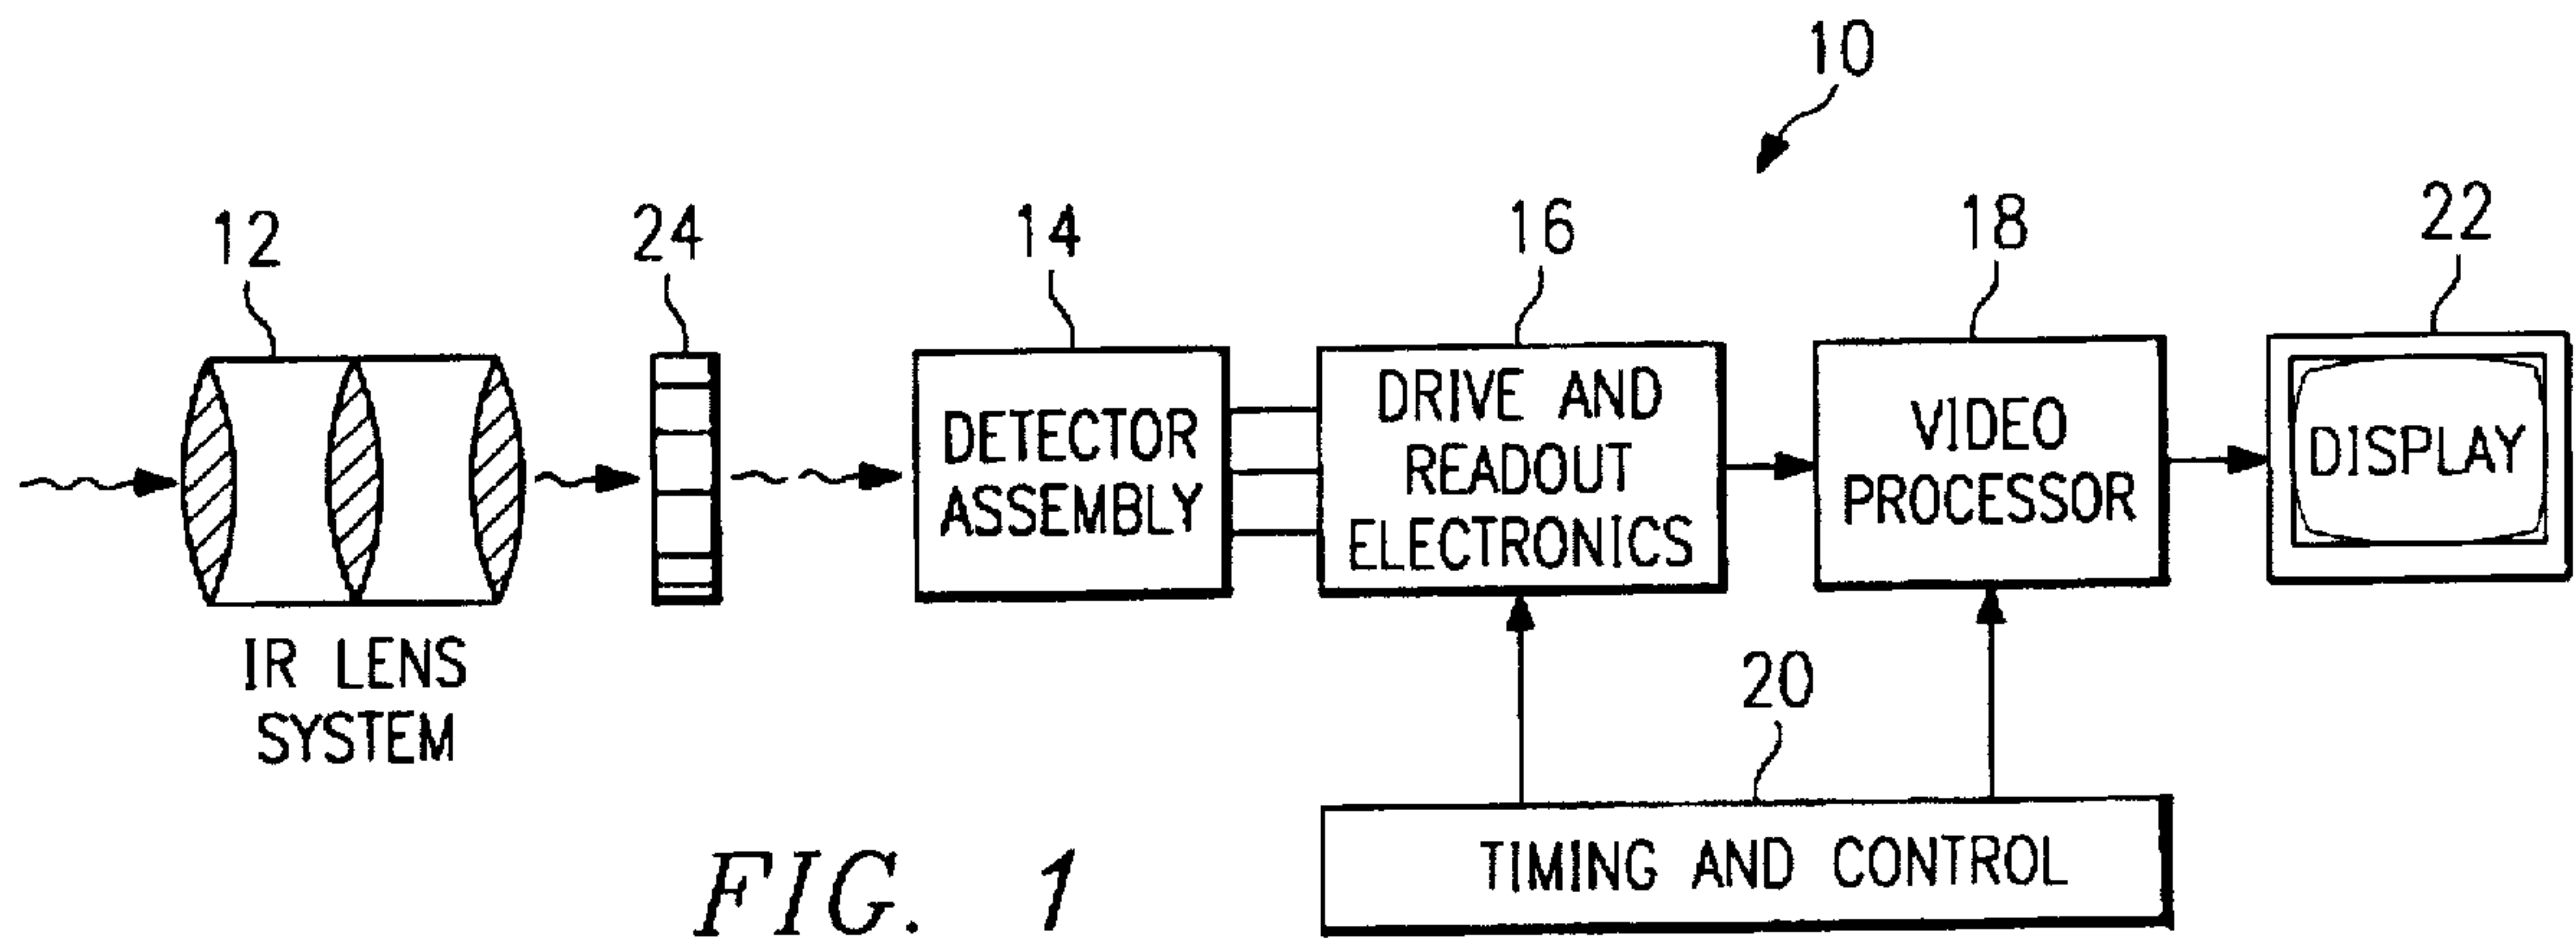 10
12
24
14
16
18
22
DETECTOR
ASSEMBLY
DRIVE AND
READOUT
ELECTRONICS
VIDEO
PROCESSOR
DISPLAY
IR LENS
SYSTEM
20
TIMING AND CONTROL
FIG. 1